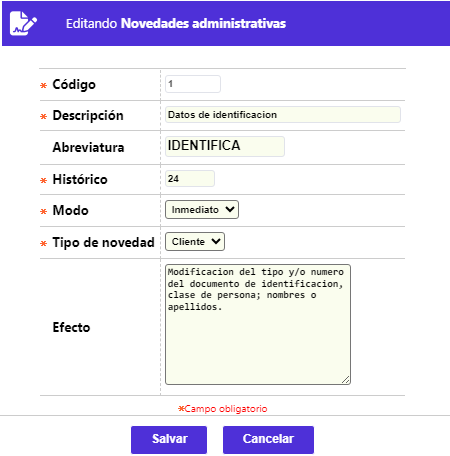 Editando Novedades administrativas
* Código 1
* Descripción Datos de identificacion
Abreviatura IDENTIFICA
* Histórico 24
* Modo Inmediato
* Tipo de novedad Cliente
Efecto
Modificacion del tipo y/o numero
del documento de identificacion,
clase de persona; nombres o
apellidos.
*Campo obligatorio
Salvar Cancelar